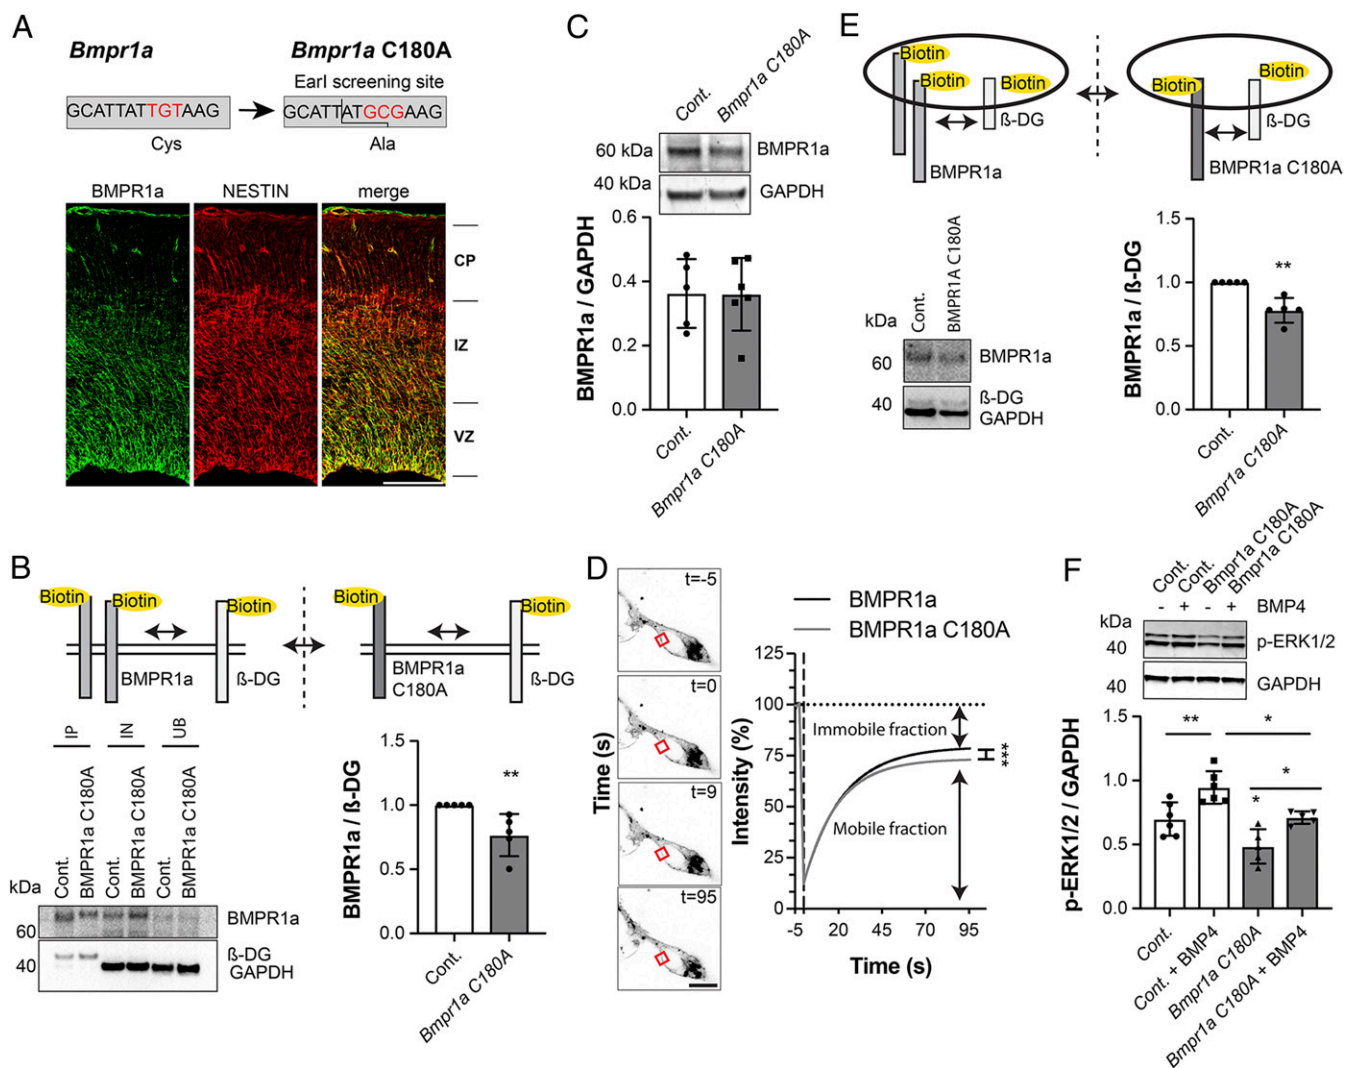 A
Bmpr1a
Bmpr1a C180A
EarI screening site
GCATTATTGTAAG
GCATTATGCGAAG
Cys
Ala
BMPR1a
NESTIN
merge
CP
IZ
VZ
B
Biotin
Biotin
Biotin
Biotin
Biotin
BMPR1a
ß-DG
BMPR1a
C180A
ß-DG
IP
IN
UB
Cont.
BMPR1a C180A
Cont.
BMPR1a C180A
Cont.
BMPR1a C180A
kDa
60
40
BMPR1a
ß-DG
GAPDH
BMPR1a / ß-DG
1.5
1.0
0.5
0.0
**
Cont.
Bmpr1a C180A
C
Cont.
Bmpr1a C180A
60 kDa
BMPR1a
40 kDa
GAPDH
BMPR1a / GAPDH
0.6
0.4
0.2
0.0
Cont.
Bmpr1a C180A
D
Time (s)
t=-5
t=0
t=9
t=95
BMPR1a
BMPR1a C180A
Intensity (%)
125
100
75
50
25
0
Immobile fraction
Mobile fraction
***
-5
20
45
70
95
Time (s)
E
Biotin
Biotin
Biotin
Biotin
Biotin
ß-DG
BMPR1a
ß-DG
BMPR1a C180A
Cont.
BMPR1A C180A
kDa
60
40
BMPR1a
ß-DG
GAPDH
BMPR1a / ß-DG
1.5
1.0
0.5
0.0
**
Cont.
Bmpr1a C180A
F
Cont.
Cont.
Bmpr1a C180A
Bmpr1a C180A
- + - + BMP4
kDa
40
p-ERK1/2
40
GAPDH
p-ERK1/2 / GAPDH
1.5
1.0
0.5
0.0
**
*
*
*
Cont.
Cont. + BMP4
Bmpr1a C180A
Bmpr1a C180A + BMP4